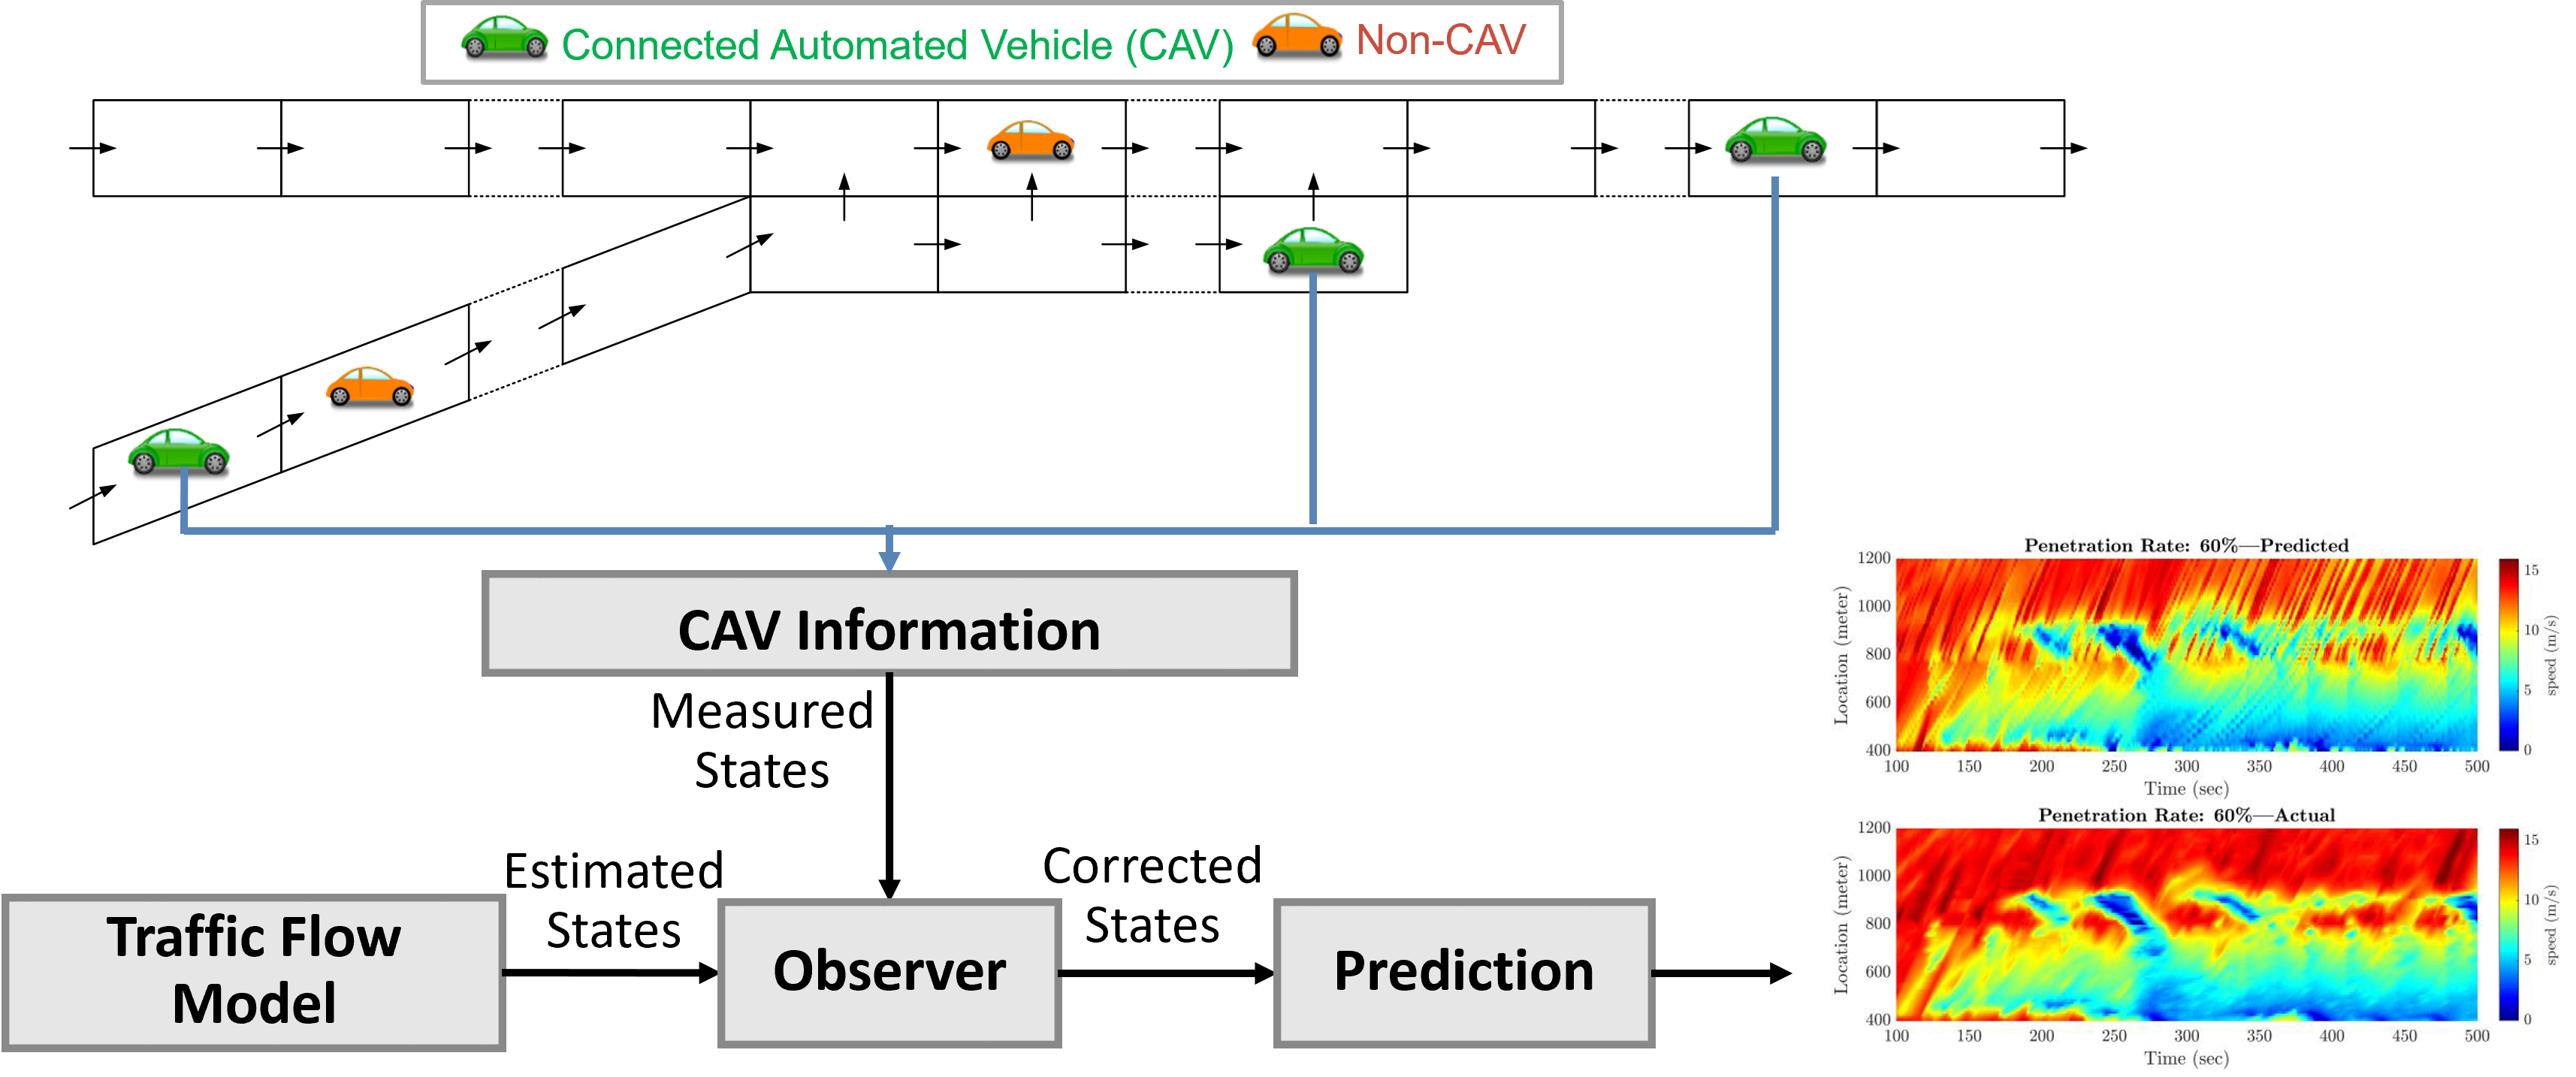 Connected Automated Vehicle (CAV) Non-CAV
CAV Information
Measured
States
Estimated
States
Corrected
States
Traffic Flow
Model
Observer
Prediction
Penetration Rate: 60%—Predicted
1200
1000
800
600
400
Location (meter)
100 150 200 250 300 350 400 450 500
Time (sec)
15
10
5
0
speed (m/s)
Penetration Rate: 60%—Actual
1200
1000
800
600
400
Location (meter)
100 150 200 250 300 350 400 450 500
Time (sec)
15
10
5
0
speed (m/s)